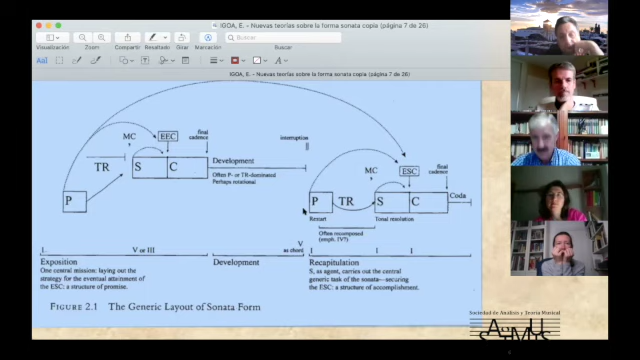 IGOA, E. - Nuevas teorías sobre la forma sonata copia (página 7 de 26)
Visualización
Zoom
Compartir
Resaltado
Girar
Marcación
Buscar
Buscar
IGOA, E. - Nuevas teorías sobre la forma sonata copia (página 7 de 26)
MC
EEC
final
cadence
TR
S
C
Development
Often P- or TR-dominated
Perhaps rotational
P
interruption
||
MC
ESC
final
cadence
P
TR
S
C
Coda
Restart
Tonal resolution
Often recomposed
(emph. IV?)
I
V or III
V
as chord
I
I
I
Exposition
One central mission: laying out the
strategy for the eventual attainment of
the ESC: a structure of promise.
Development
Recapitulation
S, as agent, carries out the central
generic task of the sonata—securing
the ESC: a structure of accomplishment.
FIGURE 2.1 The Generic Layout of Sonata Form
Sociedad de Análisis y Teoría Musical